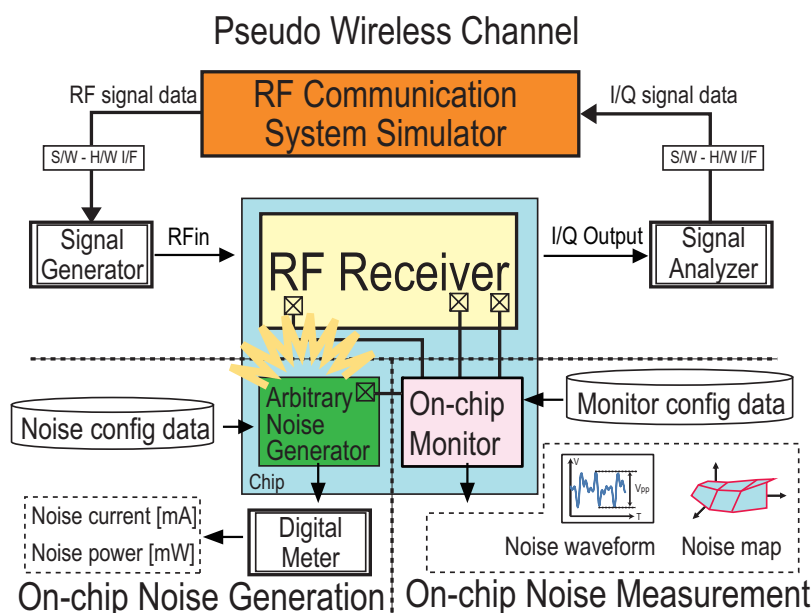 Pseudo Wireless Channel
RF signal data
RF Communication
System Simulator
I/Q signal data
S/W - H/W I/F
S/W - H/W I/F
Signal
Generator
RFin
RF Receiver
I/Q Output
Signal
Analyzer
Noise config data
Arbitrary
Noise
Generator
On-chip
Monitor
Monitor config data
Chip
V
Vpp
T
Noise current [mA]
Noise power [mW]
Digital
Meter
Noise waveform
Noise map
On-chip Noise Generation
On-chip Noise Measurement